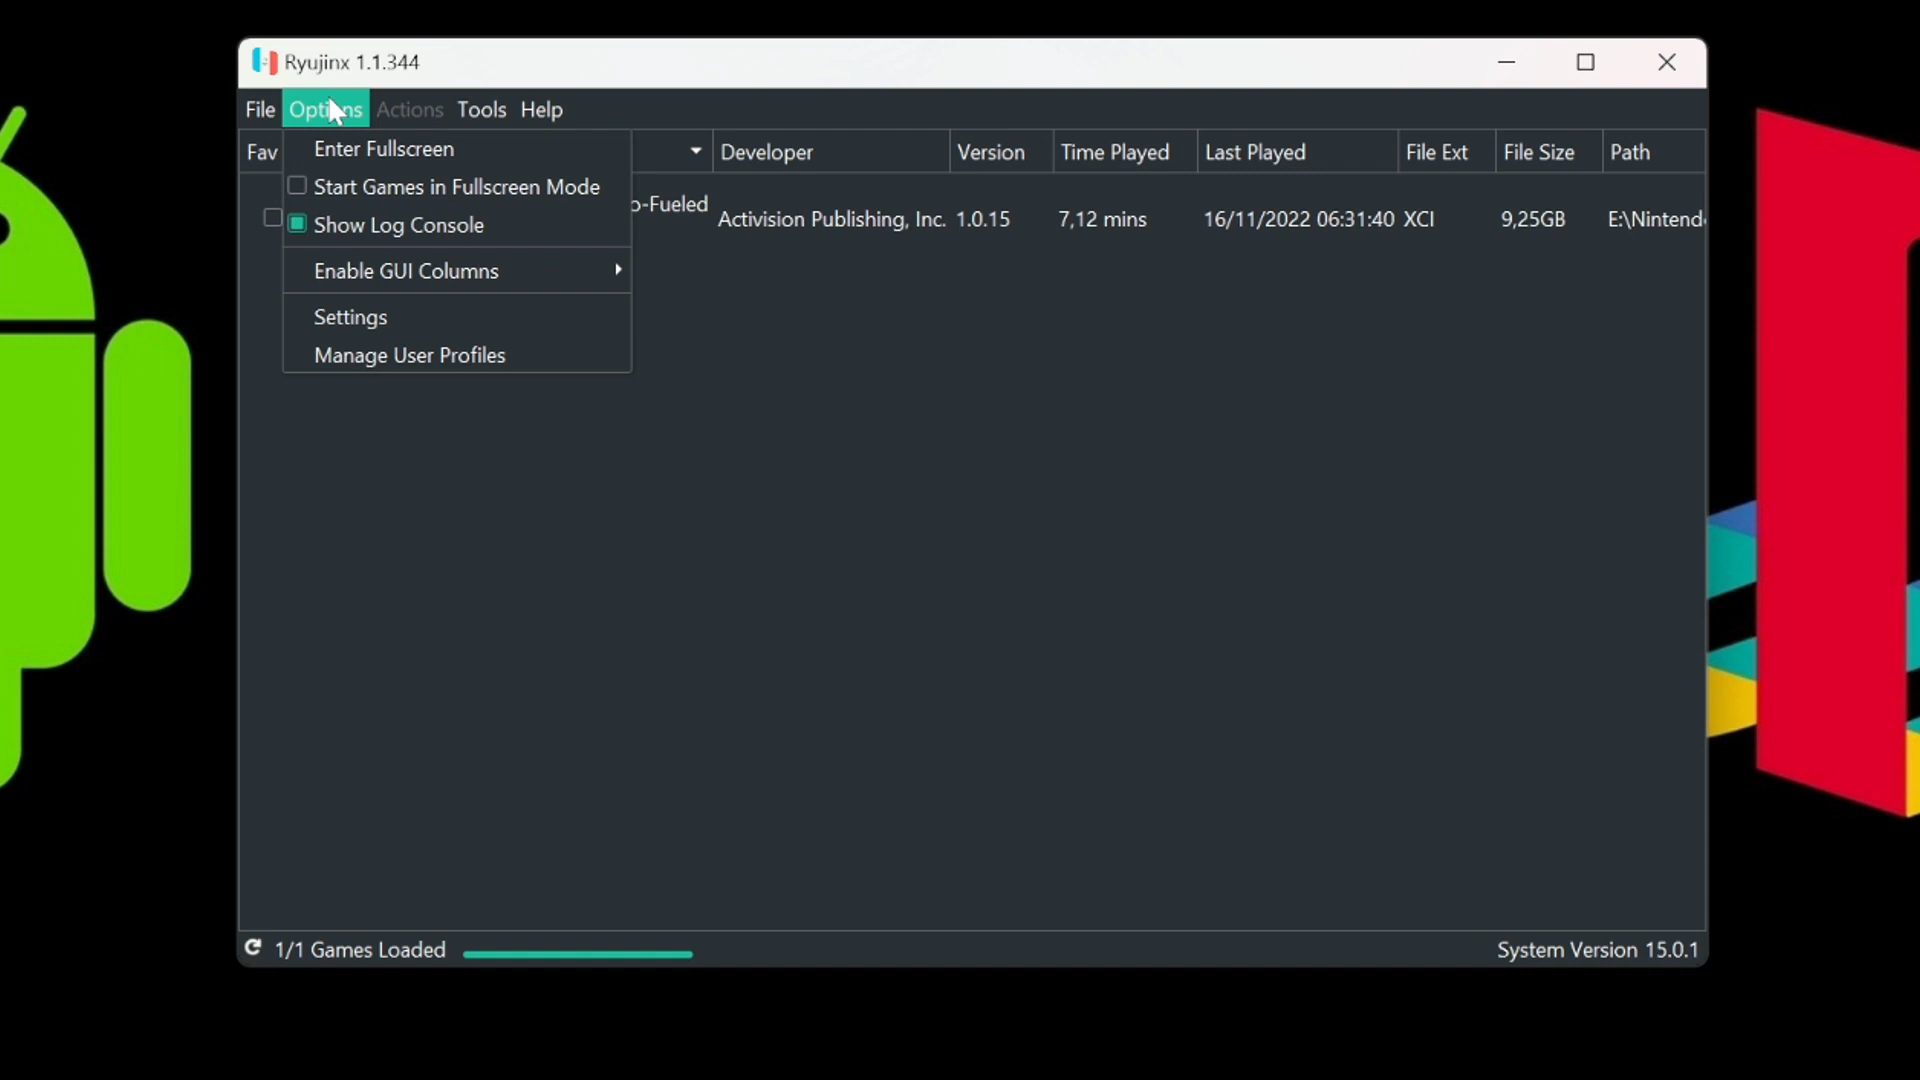 Ryujinx 1.1.344
File Options Actions Tools Help
Fav Developer Version Time Played Last Played File Ext File Size Path
Enter Fullscreen
Start Games in Fullscreen Mode
Show Log Console
Enable GUI Columns
Settings
Manage User Profiles
o-Fueled
Activision Publishing, Inc. 1.0.15 7,12 mins 16/11/2022 06:31:40 XCI 9,25GB E:\Nintend
1/1 Games Loaded
System Version 15.0.1